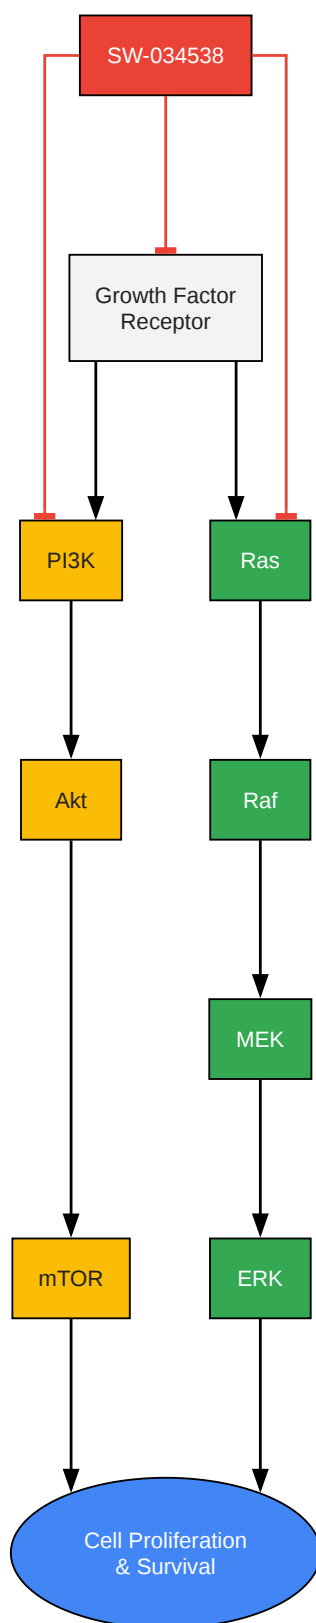 SW-034538
Growth Factor
Receptor
PI3K
Ras
Akt
Raf
MEK
mTOR
ERK
Cell Proliferation
& Survival